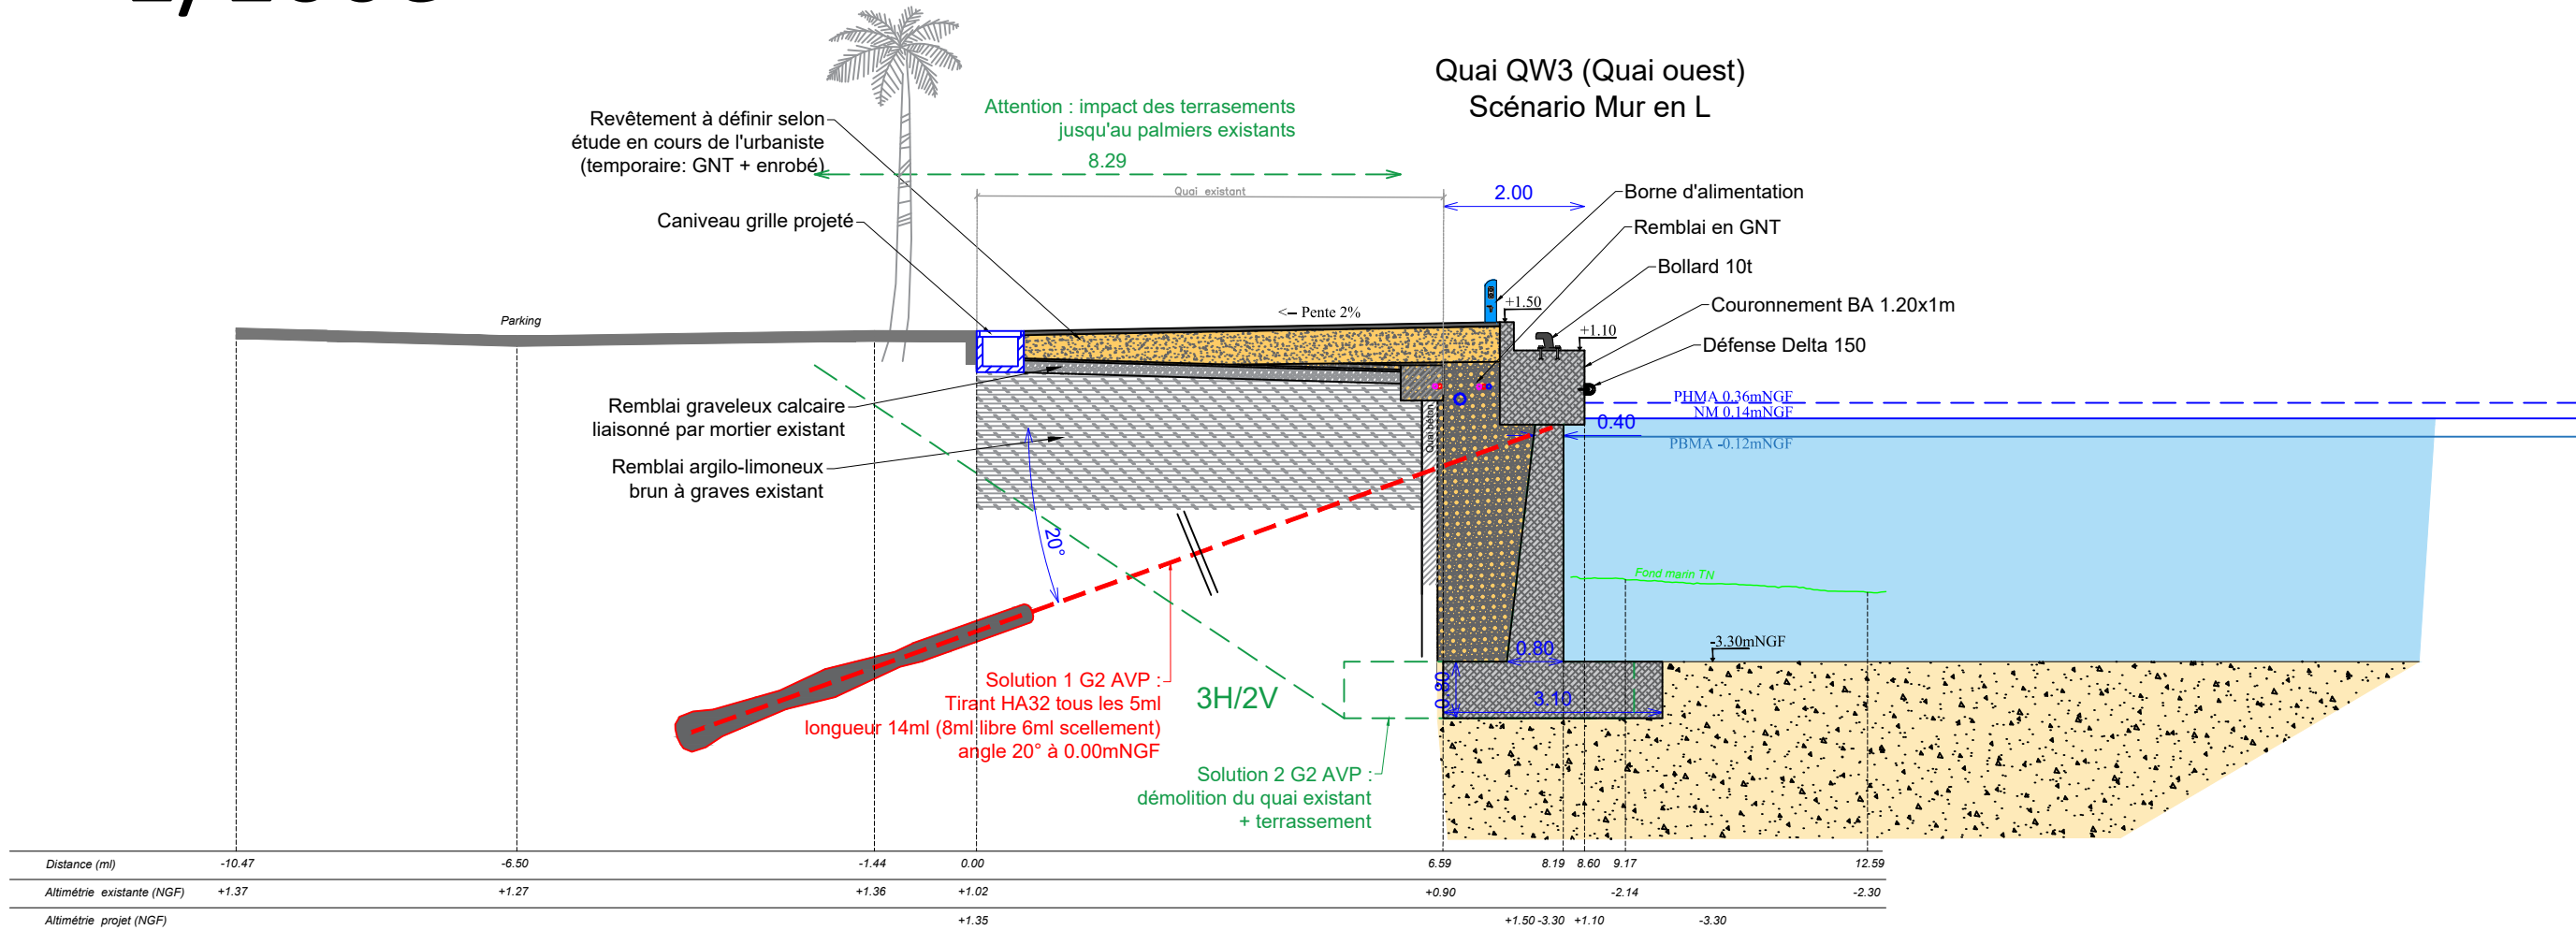 Quai QW3 (Quai ouest)
Scénario Mur en L
Attention : impact des terrasements
jusqu'au palmiers existants
8.29
Revêtement à définir selon
étude en cours de l'urbaniste
(temporaire: GNT + enrobé)
Quai existant
2.00
Borne d'alimentation
Caniveau grille projeté
Remblai en GNT
Bollard 10t
+1.50
Couronnement BA 1.20x1m
<-- Pente 2%
Parking
+1.10
Défense Delta 150
PHMA 0.36mNGF
NM 0.14mNGF
Remblai graveleux calcaire
liaisonné par mortier existant
0.40
Quai béton
PBMA -0.12mNGF
Remblai argilo-limoneux
brun à graves existant
20°
Fond marin TN
-3.30mNGF
0.80
Solution 1 G2 AVP :
Tirant HA32 tous les 5ml
longueur 14ml (8ml libre 6ml scellement)
angle 20° à 0.00mNGF
3H/2V
0.80
3.10
Solution 2 G2 AVP :
démolition du quai existant
+ terrassement
Distance (ml) -10.47 -6.50 -1.44 0.00 6.59 8.19 8.60 9.17 12.59
Altimétrie existante (NGF) +1.37 +1.27 +1.36 +1.02 +0.90 -2.14 -2.30
Altimétrie projet (NGF) +1.35 +1.50 -3.30 +1.10 -3.30